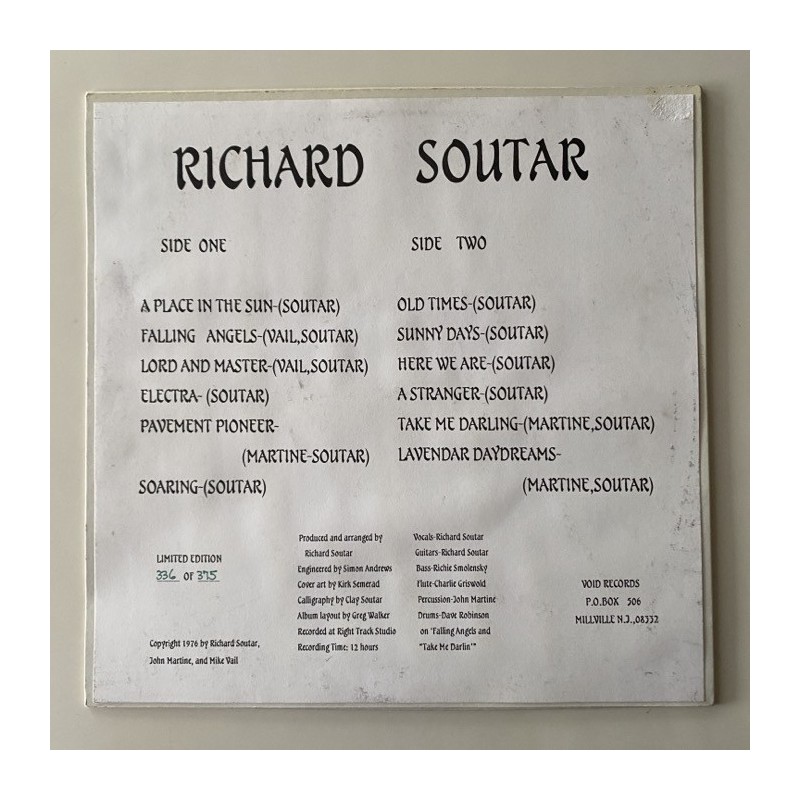 RICHARD SOUTAR
SIDE ONE
A PLACE IN THE SUN-(SOUTAR)
FALLING ANGELS-(VAIL,SOUTAR)
LORD AND MASTER-(VAIL,SOUTAR)
ELECTRA- (SOUTAR)
PAVEMENT PIONEER-
(MARTINE-SOUTAR)
SOARING-(SOUTAR)
SIDE TWO
OLD TIMES-(SOUTAR)
SUNNY DAYS-(SOUTAR)
HERE WE ARE-(SOUTAR)
A STRANGER-(SOUTAR)
TAKE ME DARLING-(MARTINE,SOUTAR)
LAVENDAR DAYDREAMS-
(MARTINE,SOUTAR)
LIMITED EDITION
336 OF 375
Copyright 1976 by Richard Soutar,
John Martine, and Mike Vail
Produced and arranged by
Richard Soutar
Engineered by Simon Andrews
Cover art by Kirk Semerad
Calligraphy by Clay Soutar
Album layout by Greg Walker
Recorded at Right Track Studio
Recording Time: 12 hours
Vocals-Richard Soutar
Guitars-Richard Soutar
Bass-Richie Smolensky
Flute-Charlie Griswold
Percussion-John Martine
Drums-Dave Robinson
on 'Falling Angels and
"Take Me Darlin'"
VOID RECORDS
P.O.BOX 506
MILLVILLE N.J.,08332